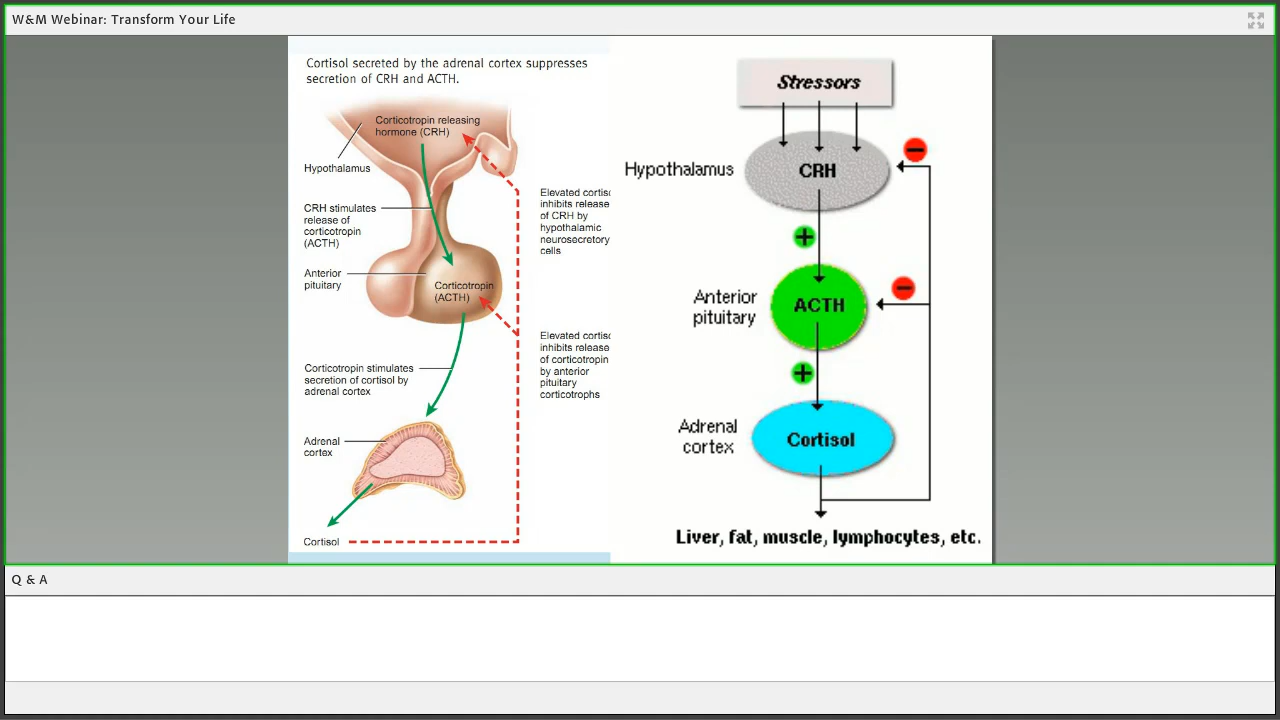 W&M Webinar: Transform Your Life
Cortisol secreted by the adrenal cortex suppresses
secretion of CRH and ACTH.
Corticotropin releasing
hormone (CRH)
Hypothalamus
CRH stimulates
release of
corticotropin
(ACTH)
Anterior
pituitary
Corticotropin
(ACTH)
Elevated
inhibits release
of CRH by
hypothalamic
neurosecretory
cells
Elevated
inhibits release
of corticotropin
by anterior
pituitary
corticotrophs
Corticotropin stimulates
secretion of cortisol by
adrenal cortex
Adrenal
cortex
Cortisol
Stressors
Hypothalamus
CRH
Anterior
pituitary
ACTH
Adrenal
cortex
Cortisol
Liver, fat, muscle, lymphocytes, etc.
Q & A